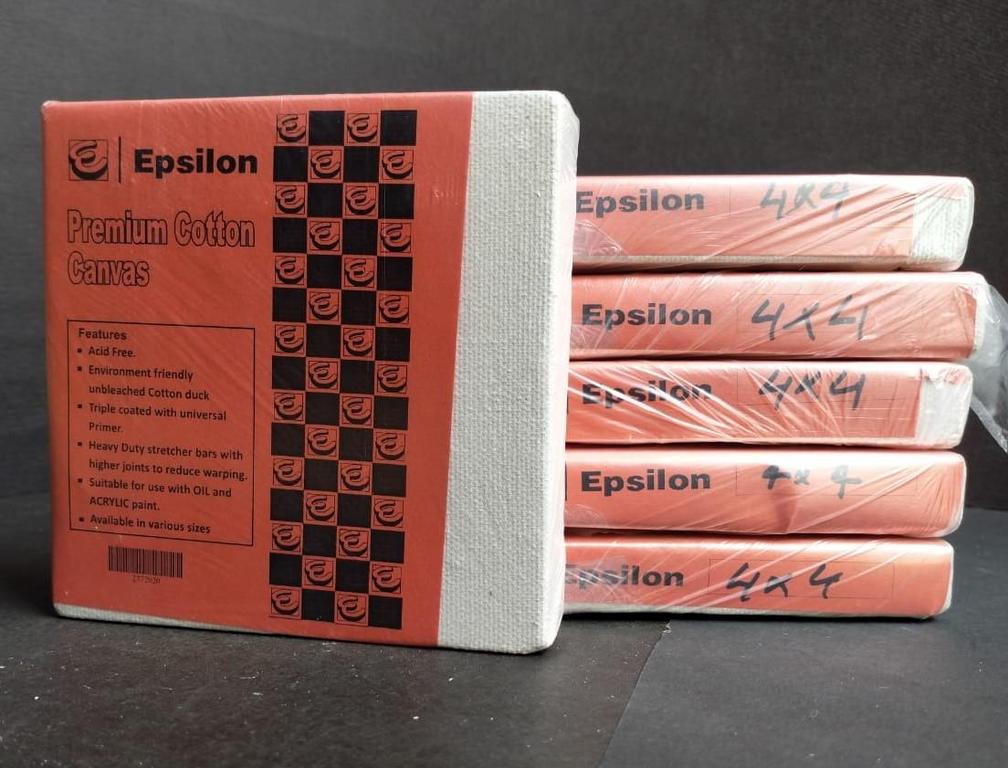 Epsilon
Premium Cotton
Canvas
Features
▪ Acid Free.
▪ Environment friendly
unbleached Cotton duck
▪ Triple coated with universal
Primer.
▪ Heavy Duty stretcher bars with
higher joints to reduce warping.
▪ Suitable for use with OIL and
ACRYLIC paint.
▪ Available in various sizes
2372020
Epsilon 4x4
Epsilon 4x4
Epsilon 4x4
Epsilon 4x4
Epsilon 4x4